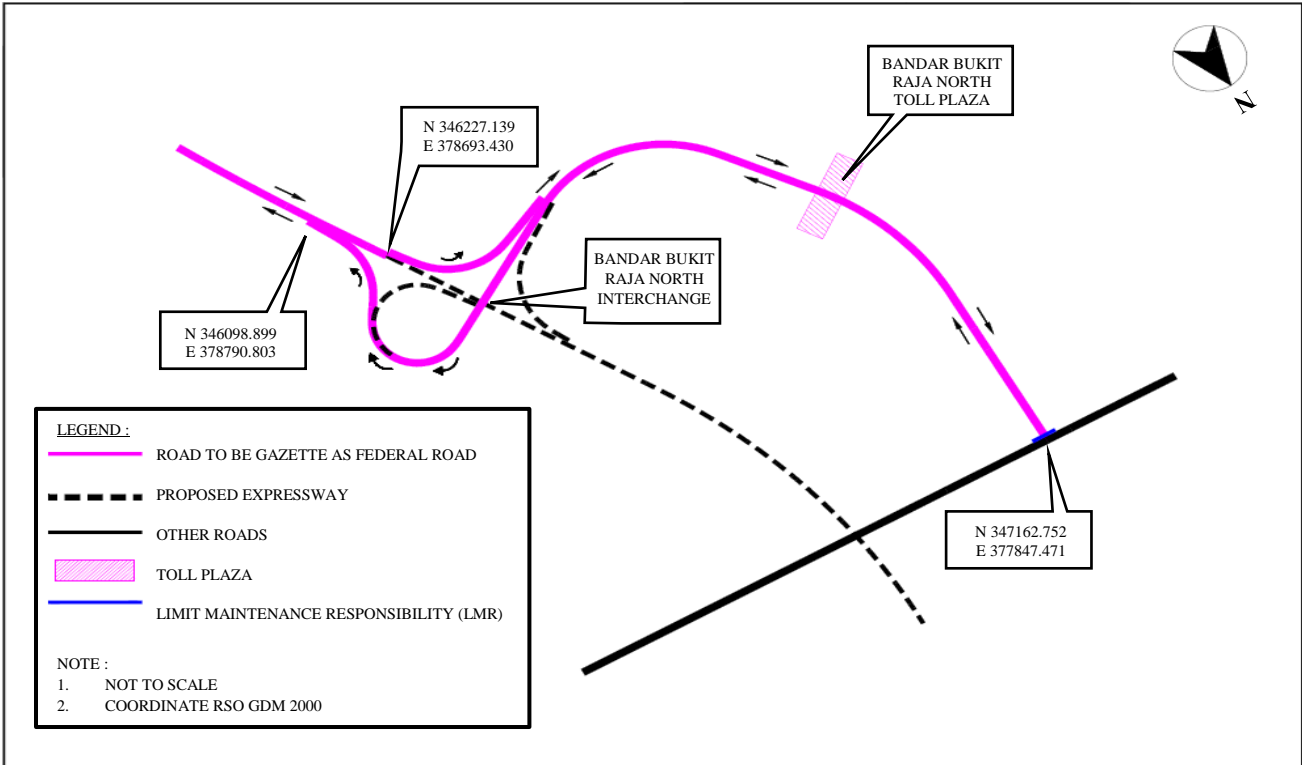 BANDAR BUKIT
RAJA NORTH
TOLL PLAZA
N
N 346227.139
E 378693.430
BANDAR BUKIT
RAJA NORTH
INTERCHANGE
N 346098.899
E 378790.803
N 347162.752
E 377847.471
LEGEND :
ROAD TO BE GAZETTE AS FEDERAL ROAD
PROPOSED EXPRESSWAY
OTHER ROADS
TOLL PLAZA
LIMIT MAINTENANCE RESPONSIBILITY (LMR)
NOTE :
1. NOT TO SCALE
2. COORDINATE RSO GDM 2000